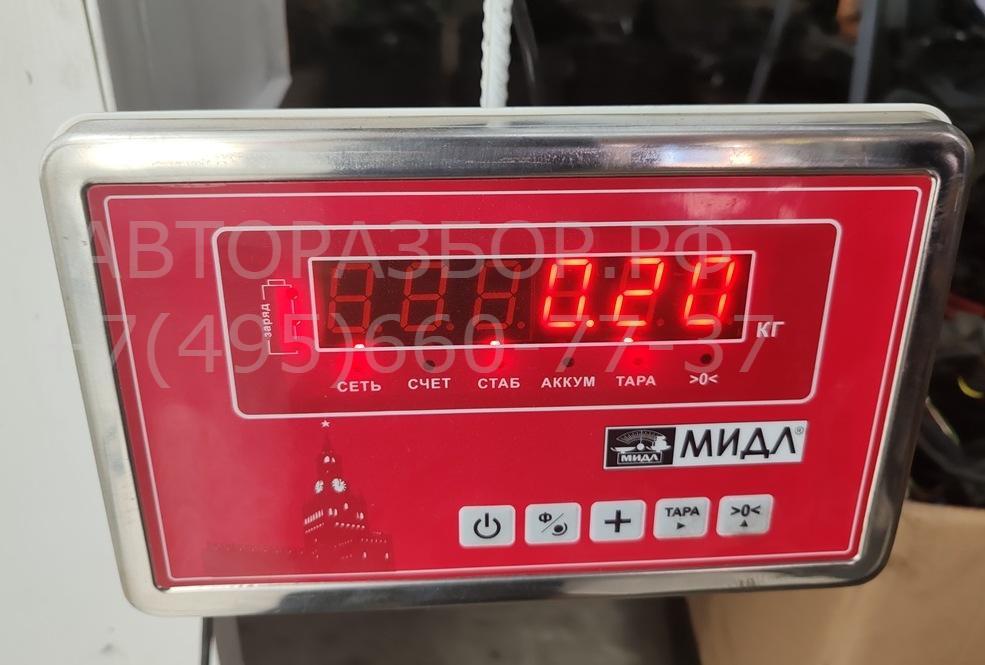 АВТОРАЗБОР.РФ
+7(495)660-77-37
0.20
заряд
КГ
СЕТЬ СЧЕТ СТАБ АККУМ ТАРА >0<
МИДЛ МИДЛ®
Ф ТАРА >0<